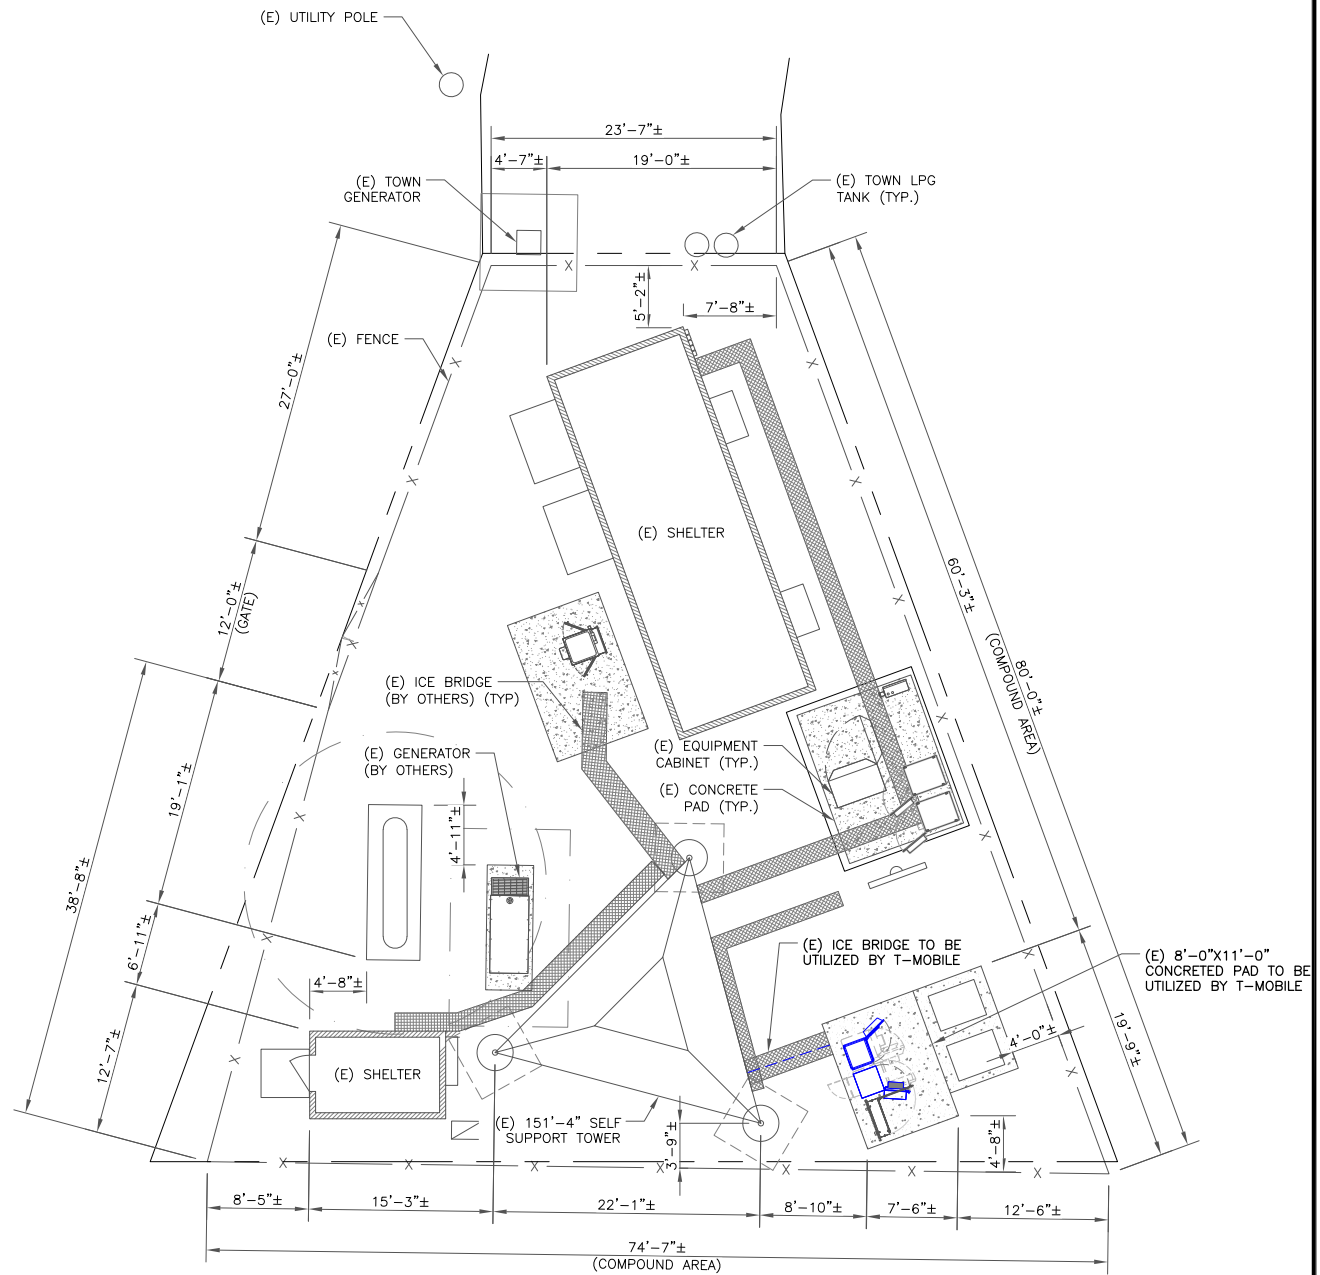 (E) UTILITY POLE
23'-7"±
4'-7"±
19'-0"±
(E) TOWN
GENERATOR
(E) TOWN LPG
TANK (TYP.)
X
X
5'-2"±
7'-8"±
(E) FENCE
X
X
27'-0"±
X
X
(E) SHELTER
60'-3"±
12'-0"±
(GATE)
X
X
X
X
X
80'-0"±
(COMPOUND AREA)
(E) ICE BRIDGE
(BY OTHERS) (TYP)
X
(E) GENERATOR
(BY OTHERS)
(E) EQUIPMENT
CABINET (TYP.)
(E) CONCRETE
PAD (TYP.)
19'-1"±
X
4'-11"±
X
38'-8"±
6'-11"±
X
X
(E) ICE BRIDGE TO BE
UTILIZED BY T-MOBILE
(E) 8'-0"X11'-0"
CONCRETED PAD TO BE
UTILIZED BY T-MOBILE
4'-8"±
4'-0"±
19'-9"±
12'-7"±
X
X
(E) SHELTER
(E) 151'-4" SELF
SUPPORT TOWER
3'-9"±
4'-8"±
X
X
X
X
X
X
X
8'-5"±
15'-3"±
22'-1"±
8'-10"±
7'-6"±
12'-6"±
74'-7"±
(COMPOUND AREA)